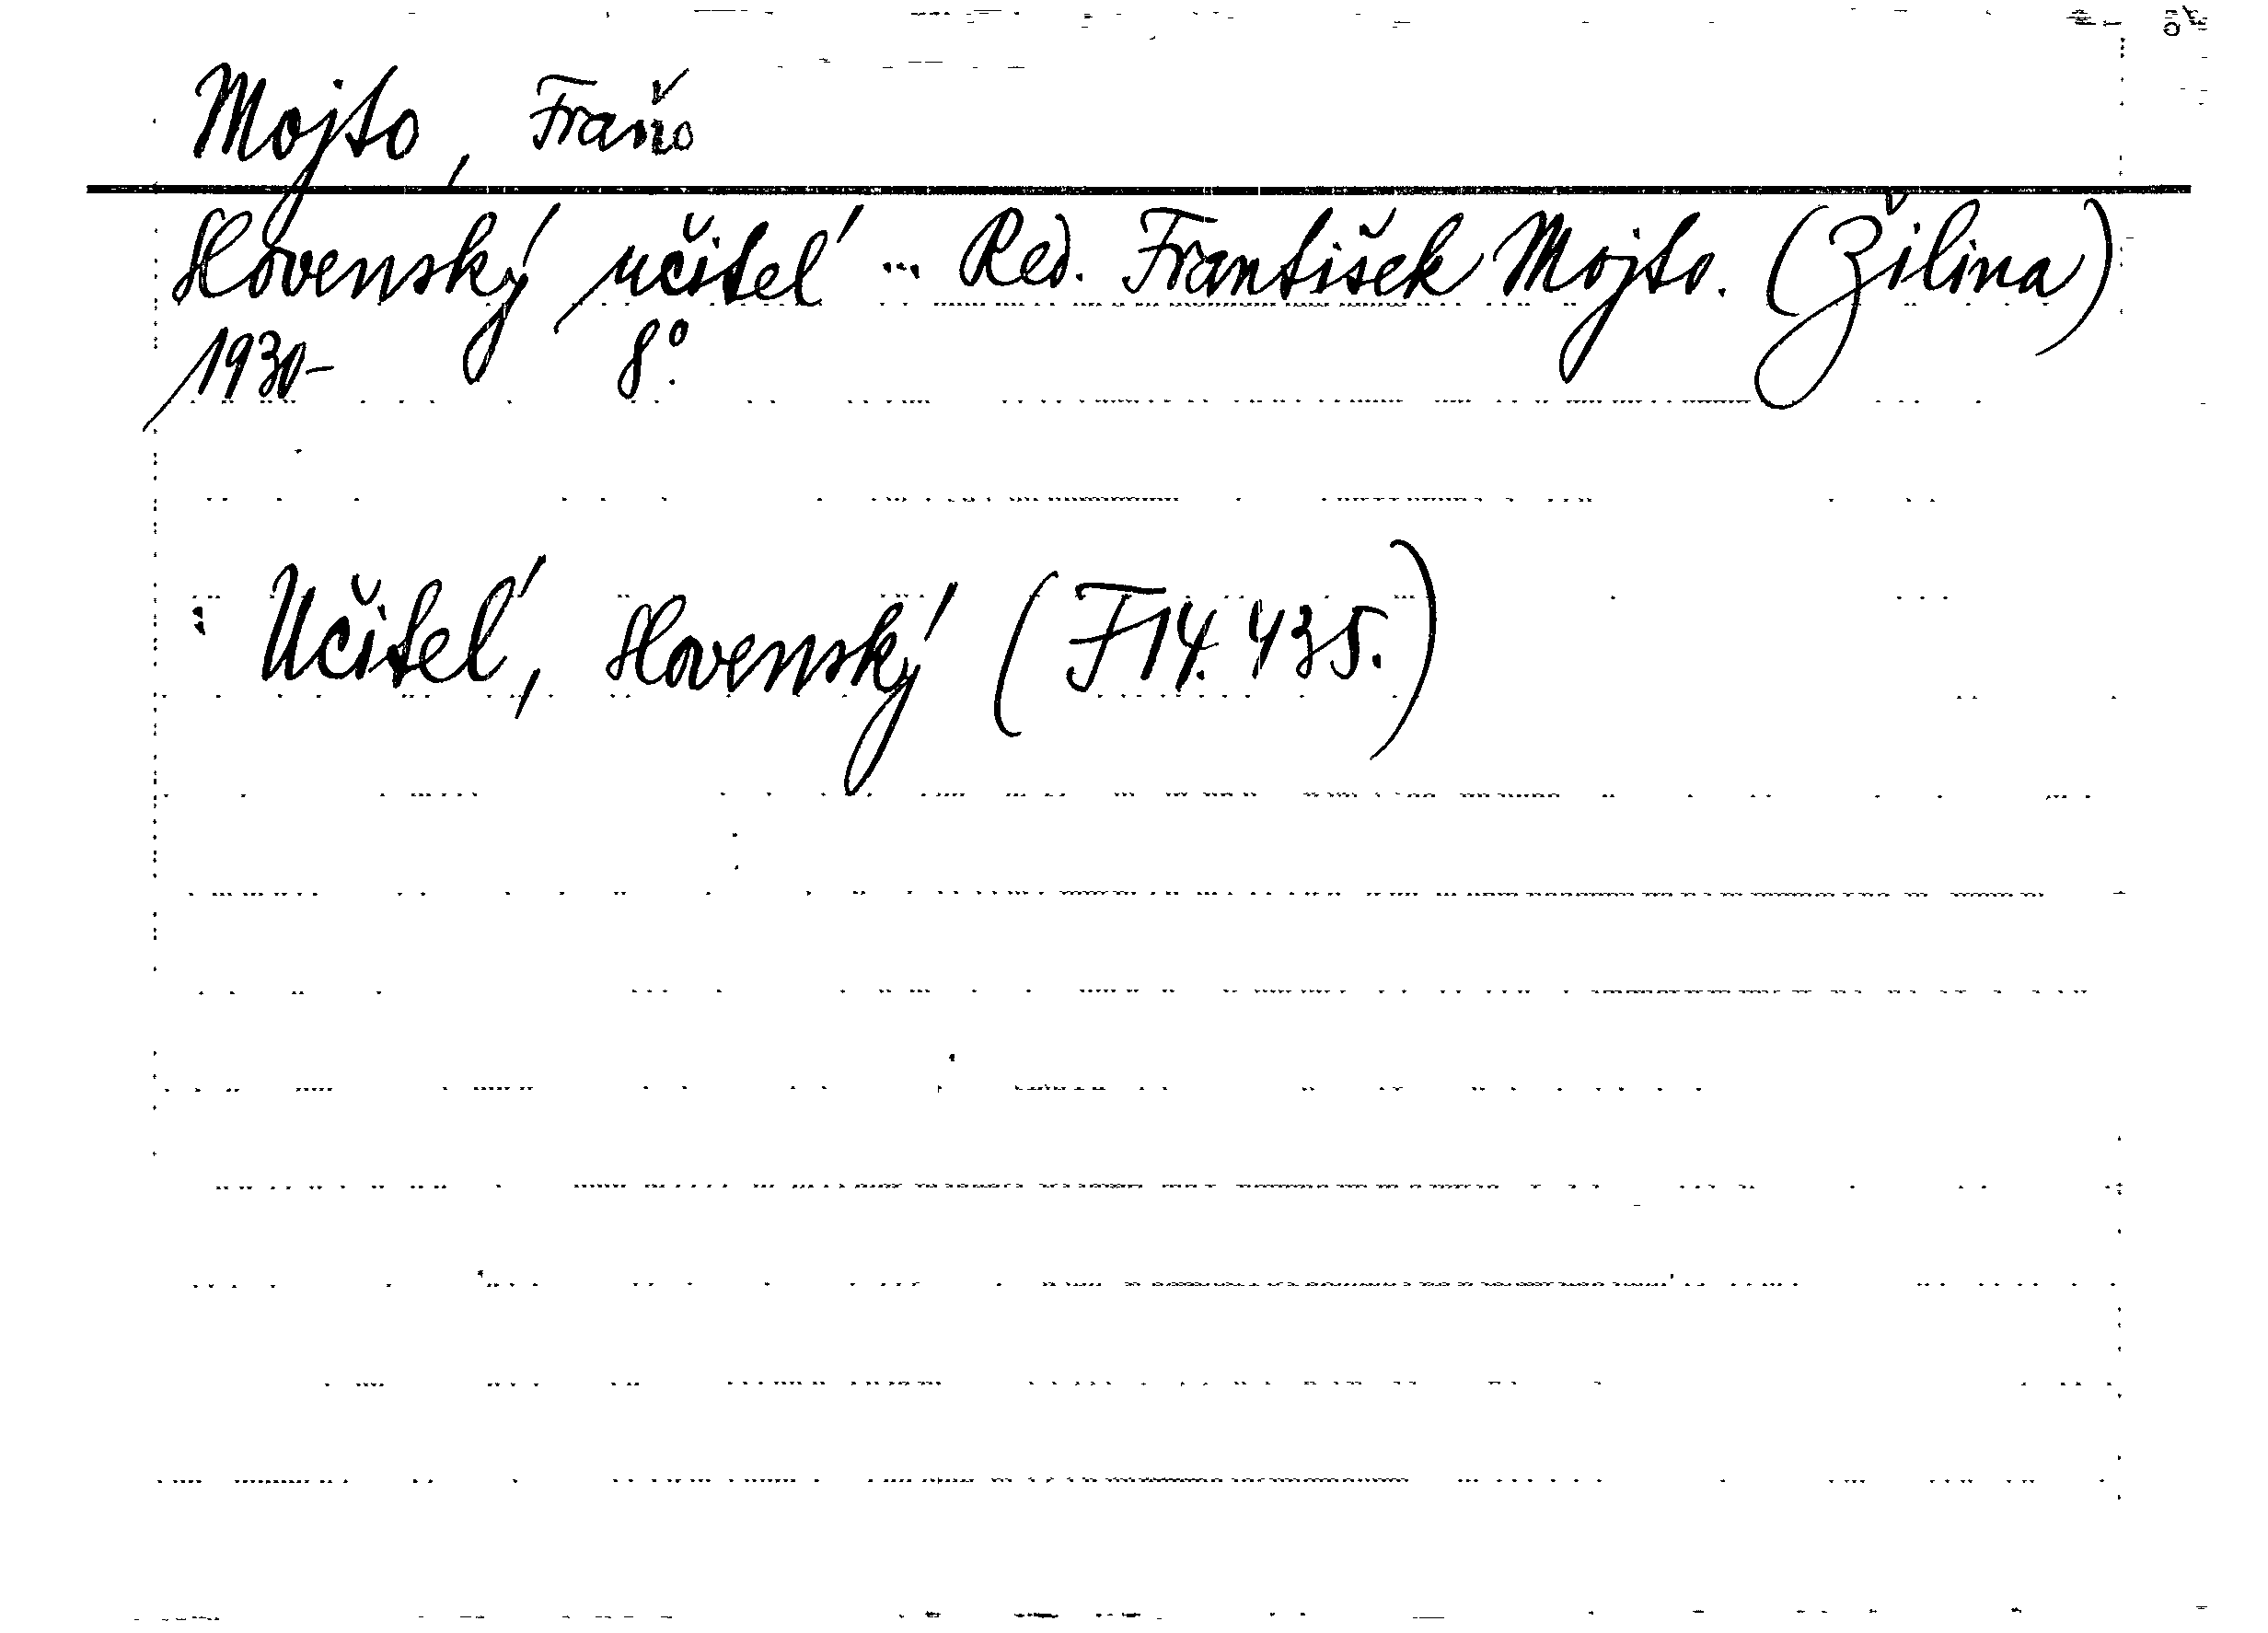 Mojto, Fraňo
Slovenský učiteľ ... Red. František Mojto. (Žilina)
1930- 8°.
: Učiteľ, slovenský (F14.435.)